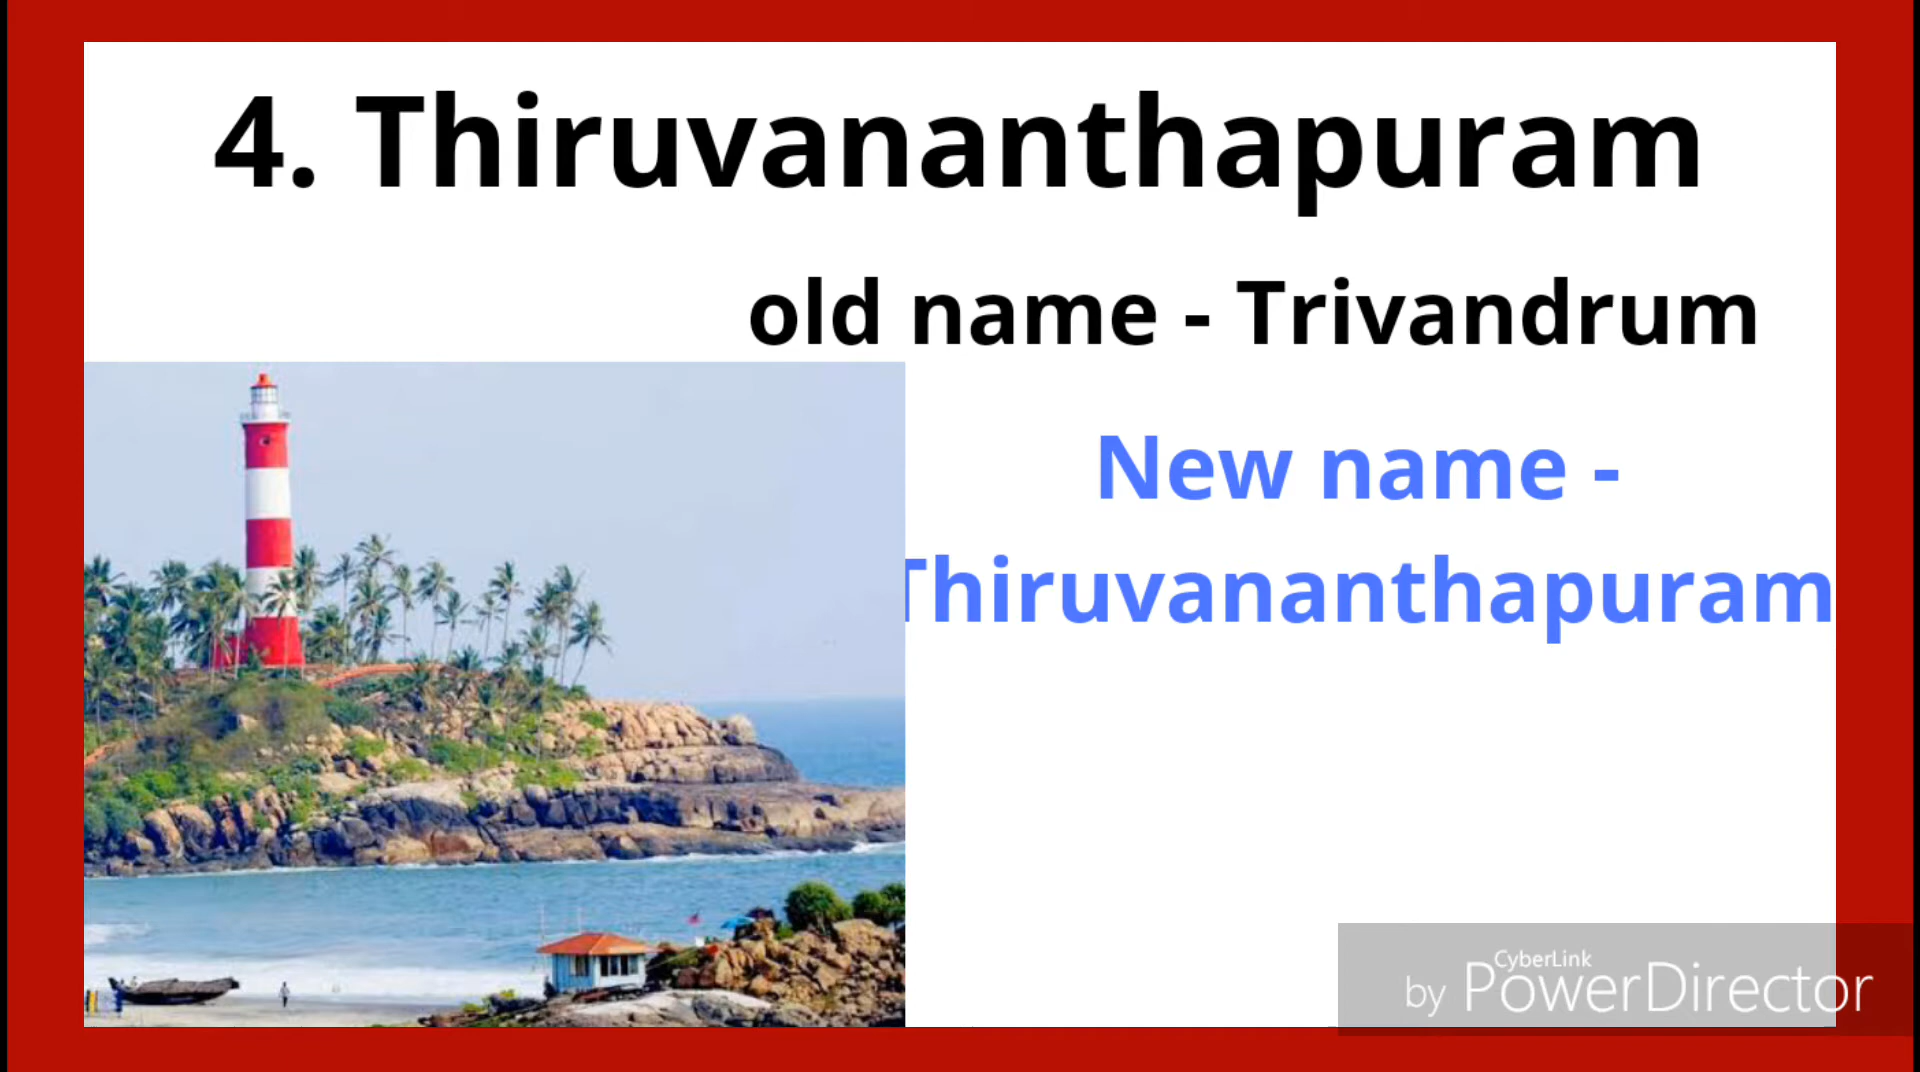 4. Thiruvananthapuram
old name - Trivandrum
New name -
Thiruvananthapuram
CyberLink
by PowerDirector